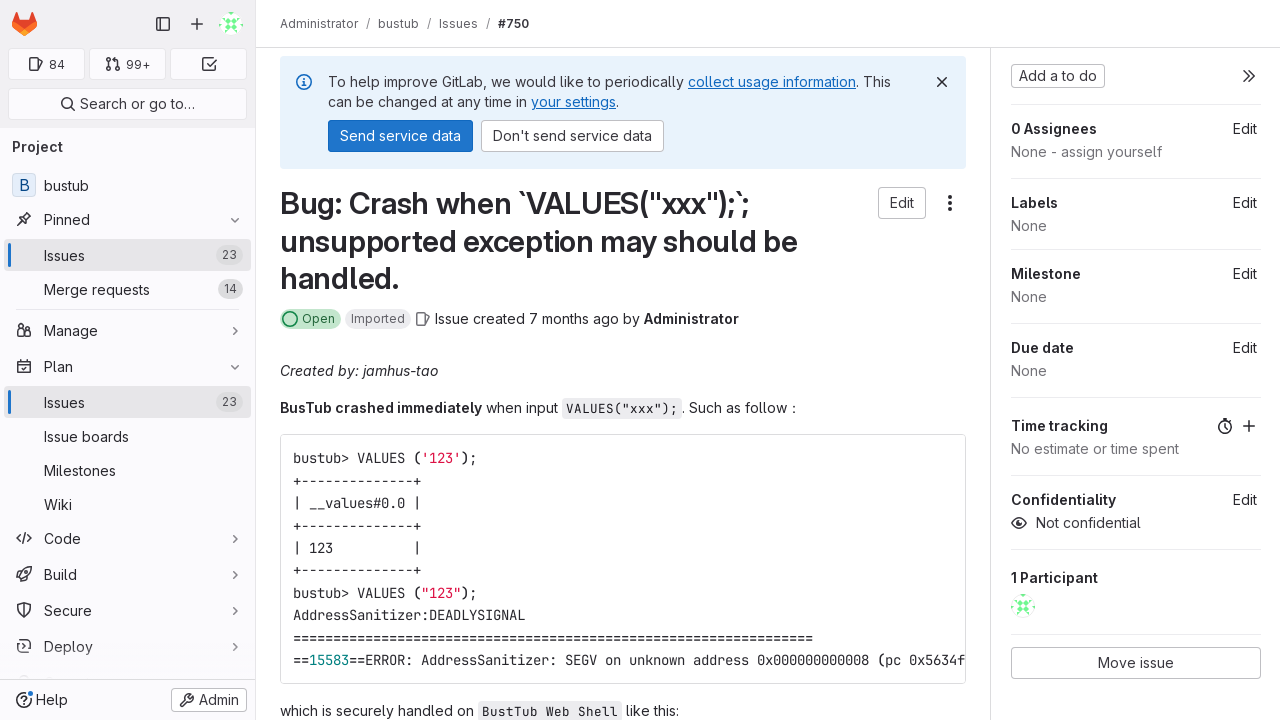 84
99+
Search or go to…
Project
B bustub
Pinned
Issues 23
Merge requests 14
Manage
Plan
Issues 23
Issue boards
Milestones
Wiki
Code
Build
Secure
Deploy
Help
Admin
Administrator / bustub / Issues / #750
To help improve GitLab, we would like to periodically collect usage information. This
can be changed at any time in your settings.
Send service data Don't send service data
Bug: Crash when `VALUES("xxx");`;
unsupported exception may should be
handled.
Edit
Open Imported Issue created 7 months ago by Administrator
Created by: jamhus-tao
BusTub crashed immediately when input VALUES("xxx"); . Such as follow：
bustub> VALUES ('123');
+--------------+
| __values#0.0 |
+--------------+
| 123          |
+--------------+
bustub> VALUES ("123");
AddressSanitizer:DEADLYSIGNAL
=================================================================
==15583==ERROR: AddressSanitizer: SEGV on unknown address 0x000000000008 (pc 0x5634f
which is securely handled on BustTub Web Shell like this:
Add a to do
0 Assignees Edit
None - assign yourself
Labels Edit
None
Milestone Edit
None
Due date Edit
None
Time tracking
No estimate or time spent
Confidentiality Edit
Not confidential
1 Participant
Move issue